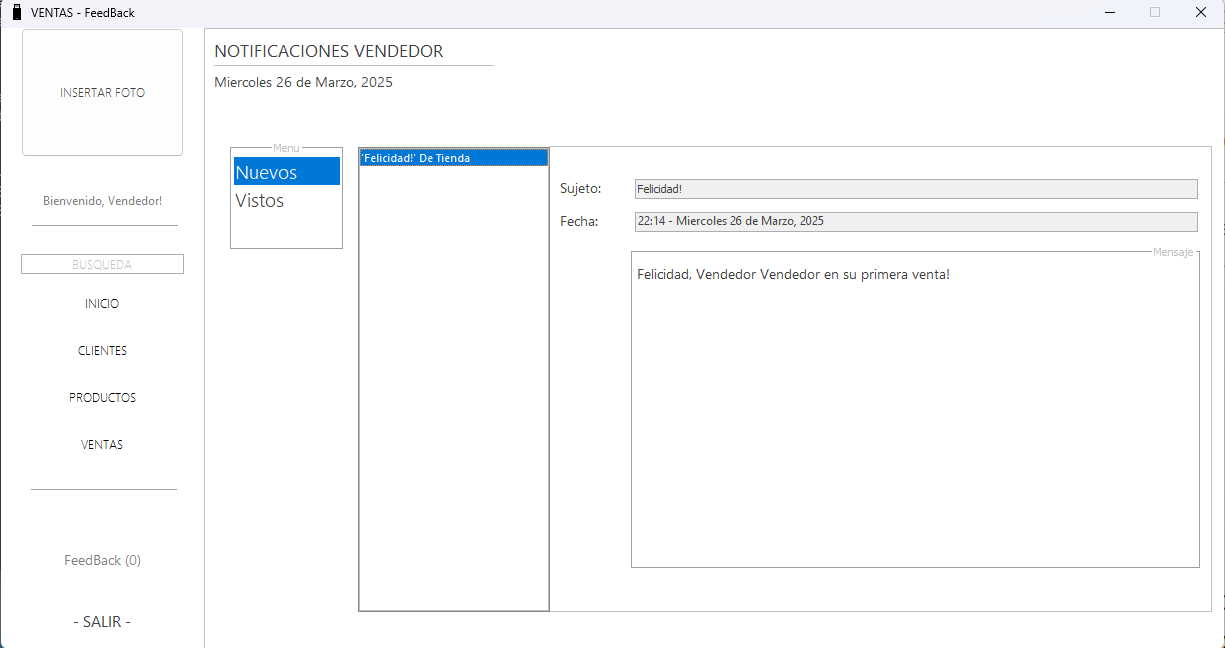 VENTAS - FeedBack
INSERTAR FOTO
Bienvenido, Vendedor!
BUSQUEDA
INICIO
CLIENTES
PRODUCTOS
VENTAS
FeedBack (0)
- SALIR -
NOTIFICACIONES VENDEDOR
Miercoles 26 de Marzo, 2025
Menu
Nuevos
Vistos
'Felicidad!' De Tienda
Sujeto:
Felicidad!
Fecha:
22:14 - Miercoles 26 de Marzo, 2025
Mensaje
Felicidad, Vendedor Vendedor en su primera venta!